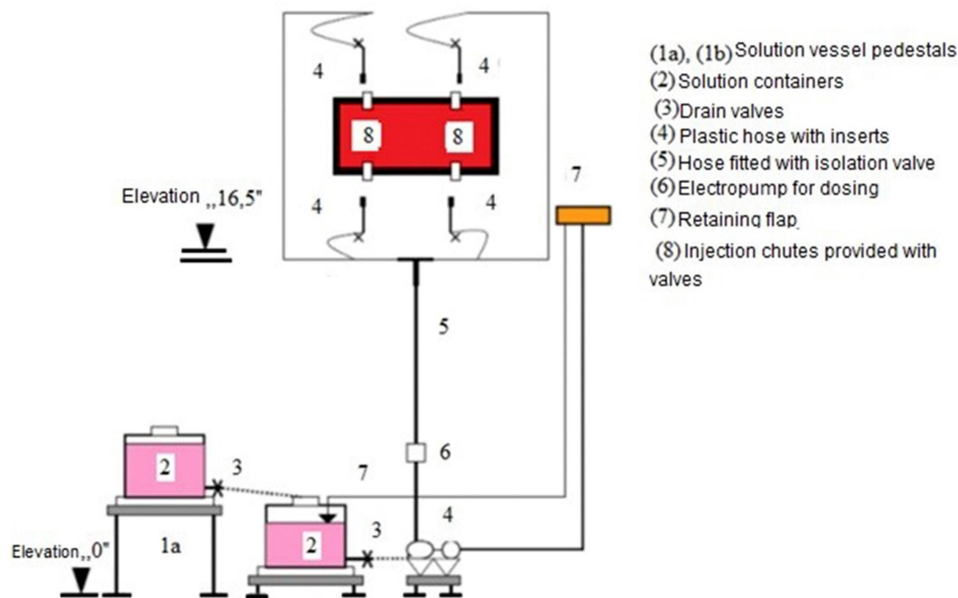 (1a), (1b) Solution vessel pedestals
(2) Solution containers
(3) Drain valves
(4) Plastic hose with inserts
(5) Hose fitted with isolation valve
(6) Electropump for dosing
(7) Retaining flap
(8) Injection chutes provided with
valves
4 4
8 8
7
Elevation „16,5"
4 4
5
6
2 3 7
4
3
1a 2
Elevation„0"